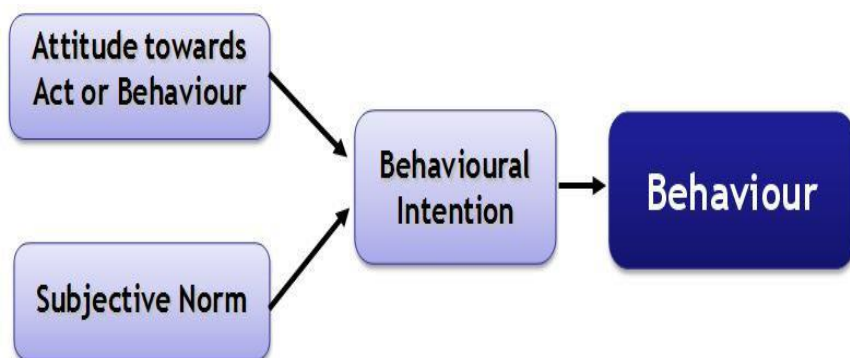 Attitude towards
Act or Behaviour
Behavioural
Intention
Behaviour
Subjective Norm